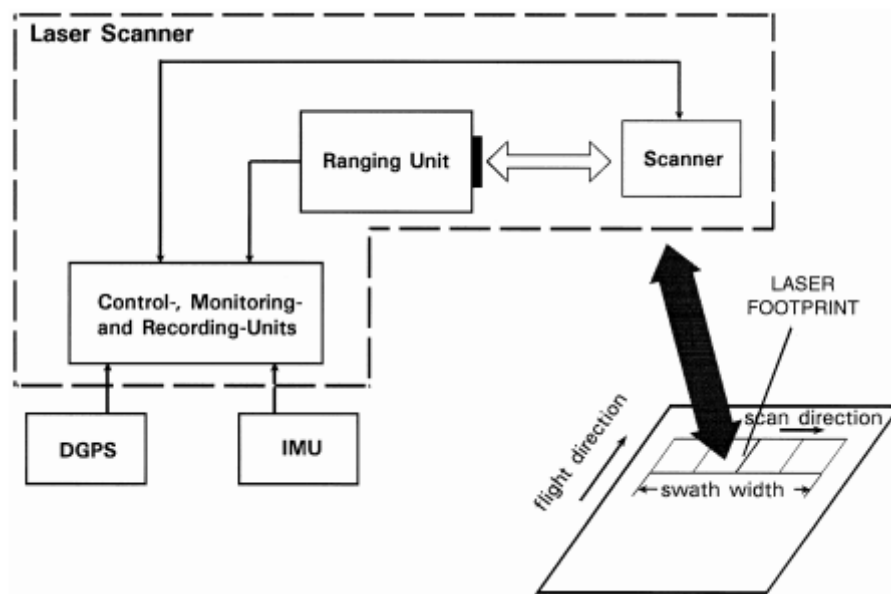 Laser Scanner
Ranging Unit
Scanner
Control-, Monitoring-
and Recording-Units
DGPS
IMU
LASER
FOOTPRINT
scan direction
flight direction
swath width